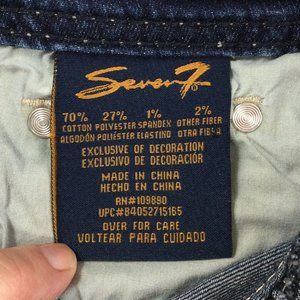 Seven7
70% 27% 1% 2%
COTTON POLYESTER SPANDEX OTHER FIBER
ALGODÓN POLIÉSTER ELASTINO OTRA FIBRA
EXCLUSIVE OF DECORATION
EXCLUSIVO DE DECORACIÓN
MADE IN CHINA
HECHO EN CHINA
RN#109890
UPC#84052715165
OVER FOR CARE
VOLTEAR PARA CUIDADO